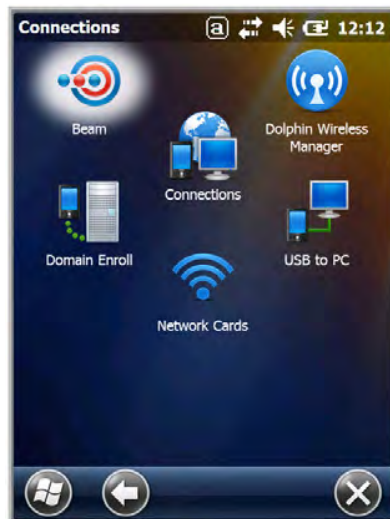 Connections
a
12:12
Beam
Dolphin Wireless
Manager
Connections
Domain Enroll
USB to PC
Network Cards